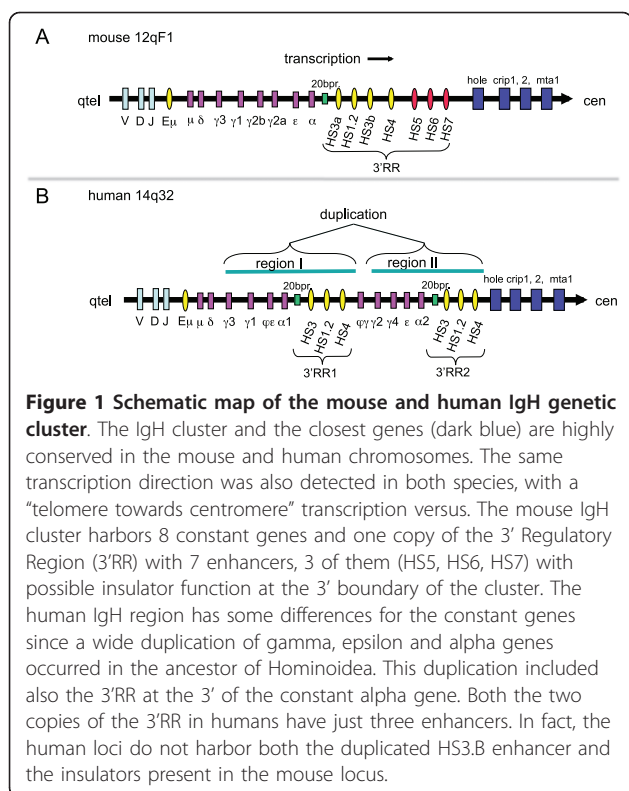 A
mouse 12qF1
transcription
hole crip1, 2, mta1
20bpr.
qtel
cen
V D J Eμ μ δ γ3 γ1 γ2b γ2a ε α HS3a HS1.2 HS3b HS4 HS5 HS6 HS7
3'RR
B
human 14q32
duplication
region I region II
20bpr. 20bpr. hole crip1, 2, mta1
qtel
cen
V D J Eμ μ δ γ3 γ1 φε α1 HS3 HS1.2 HS4 φγ γ2 γ4 ε α2 HS3 HS1.2 HS4
3'RR1 3'RR2
Figure 1 Schematic map of the mouse and human IgH genetic
cluster. The IgH cluster and the closest genes (dark blue) are highly
conserved in the mouse and human chromosomes. The same
transcription direction was also detected in both species, with a
"telomere towards centromere" transcription versus. The mouse IgH
cluster harbors 8 constant genes and one copy of the 3' Regulatory
Region (3'RR) with 7 enhancers, 3 of them (HS5, HS6, HS7) with
possible insulator function at the 3' boundary of the cluster. The
human IgH region has some differences for the constant genes
since a wide duplication of gamma, epsilon and alpha genes
occurred in the ancestor of Hominoidea. This duplication included
also the 3'RR at the 3' of the constant alpha gene. Both the two
copies of the 3'RR in humans have just three enhancers. In fact, the
human loci do not harbor both the duplicated HS3.B enhancer and
the insulators present in the mouse locus.